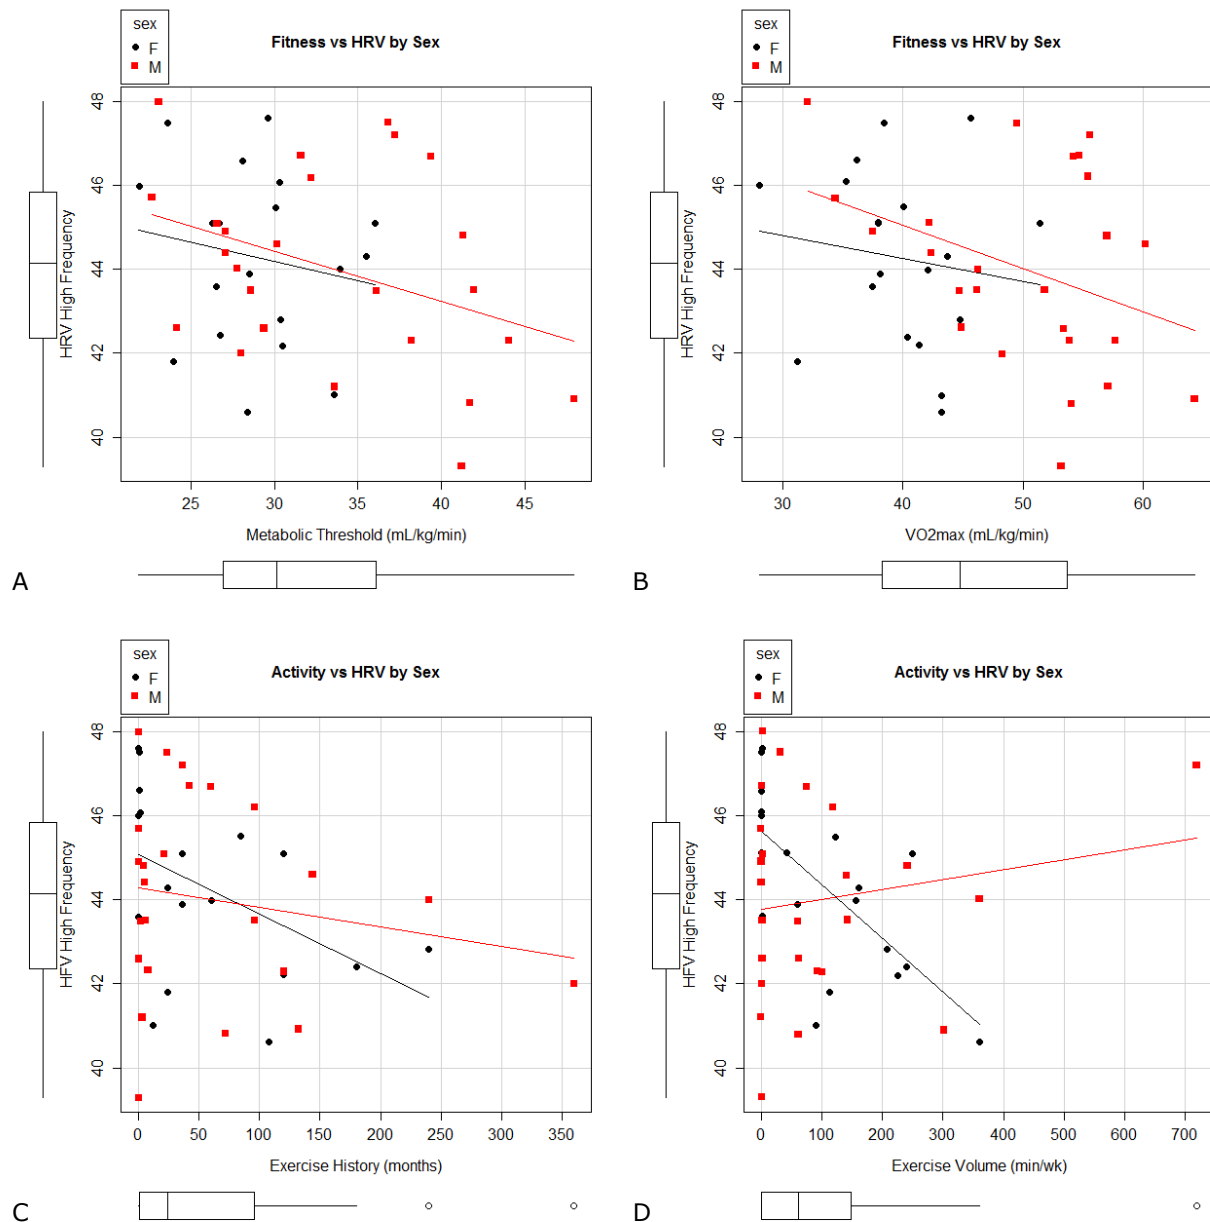 sex
F
M
Fitness vs HRV by Sex
HRV High Frequency
48
46
44
42
40
25 30 35 40 45
Metabolic Threshold (mL/kg/min)
A
sex
F
M
Fitness vs HRV by Sex
HRV High Frequency
48
46
44
42
40
30 40 50 60
VO2max (mL/kg/min)
B
sex
F
M
Activity vs HRV by Sex
HFV High Frequency
48
46
44
42
40
0 50 100 150 200 250 300 350
Exercise History (months)
C
sex
F
M
Activity vs HRV by Sex
HFV High Frequency
48
46
44
42
40
0 100 200 300 400 500 600 700
Exercise Volume (min/wk)
D